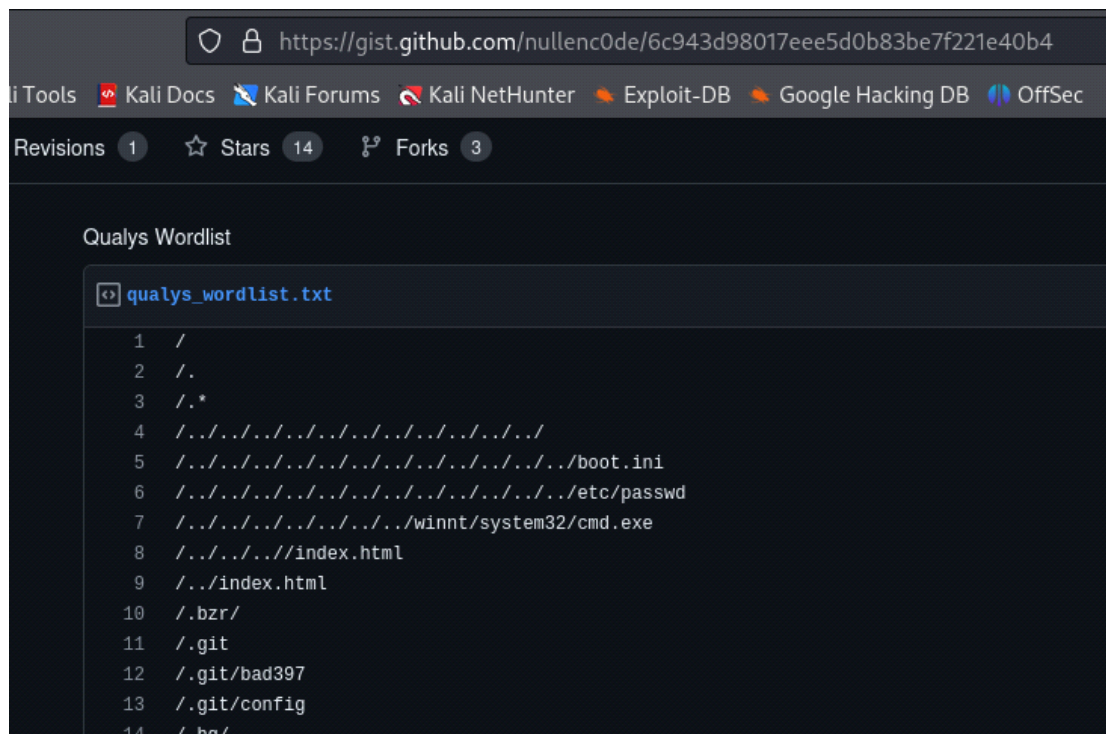 https://gist.github.com/nullenc0de/6c943d98017eee5d0b83be7f221e40b4
li Tools Kali Docs Kali Forums Kali NetHunter Exploit-DB Google Hacking DB OffSec
Revisions 1 Stars 14 Forks 3
Qualys Wordlist
qualys_wordlist.txt
1 /
2 /.
3 /.*
4 /../../../../../../../../../../../
5 /../../../../../../../../../../../../boot.ini
6 /../../../../../../../../../../../../etc/passwd
7 /../../../../../../../winnt/system32/cmd.exe
8 /../../..//index.html
9 /../index.html
10 /.bzr/
11 /.git
12 /.git/bad397
13 /.git/config
14 /.hg/